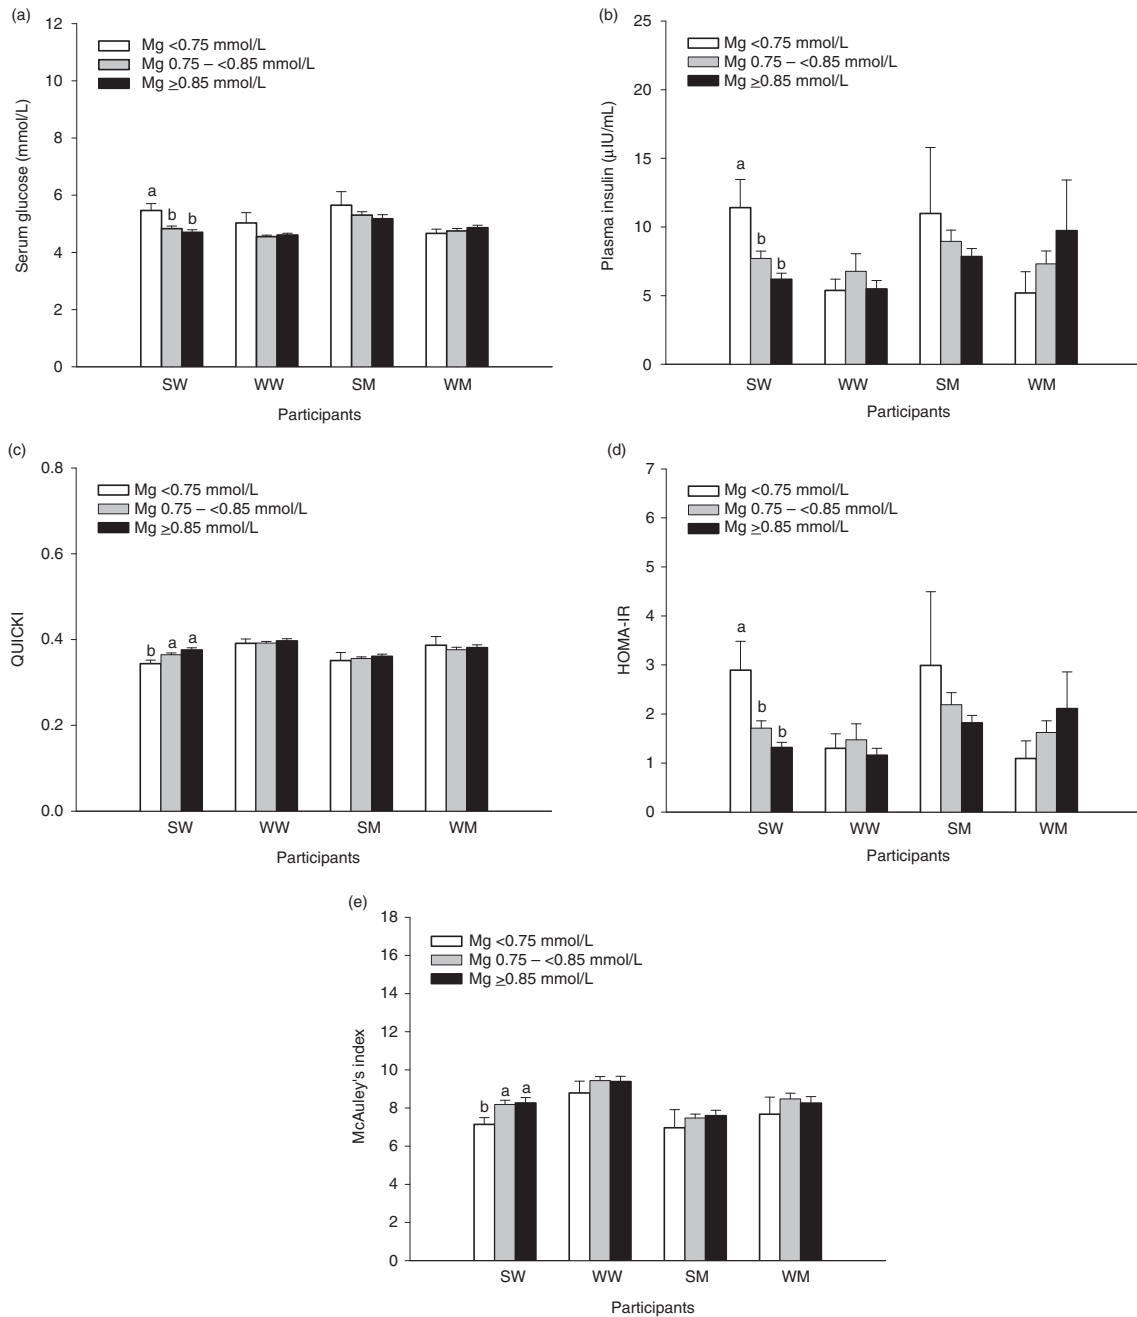 (a)
12
10
8
6
4
2
0
Serum glucose (mmol/L)
Mg <0.75 mmol/L
Mg 0.75 – <0.85 mmol/L
Mg ≥0.85 mmol/L
a
b
b
SW
WW
SM
WM
Participants
(b)
25
20
15
10
5
0
Plasma insulin (μIU/mL)
Mg <0.75 mmol/L
Mg 0.75 – <0.85 mmol/L
Mg ≥0.85 mmol/L
a
b
b
SW
WW
SM
WM
Participants
(c)
0.8
0.6
0.4
0.2
0.0
QUICKI
Mg <0.75 mmol/L
Mg 0.75 – <0.85 mmol/L
Mg ≥0.85 mmol/L
b
a
a
SW
WW
SM
WM
Participants
(d)
7
6
5
4
3
2
1
0
HOMA-IR
Mg <0.75 mmol/L
Mg 0.75 – <0.85 mmol/L
Mg ≥0.85 mmol/L
a
b
b
SW
WW
SM
WM
Participants
(e)
18
16
14
12
10
8
6
4
2
0
McAuley's index
Mg <0.75 mmol/L
Mg 0.75 – <0.85 mmol/L
Mg ≥0.85 mmol/L
b
a
a
SW
WW
SM
WM
Participants